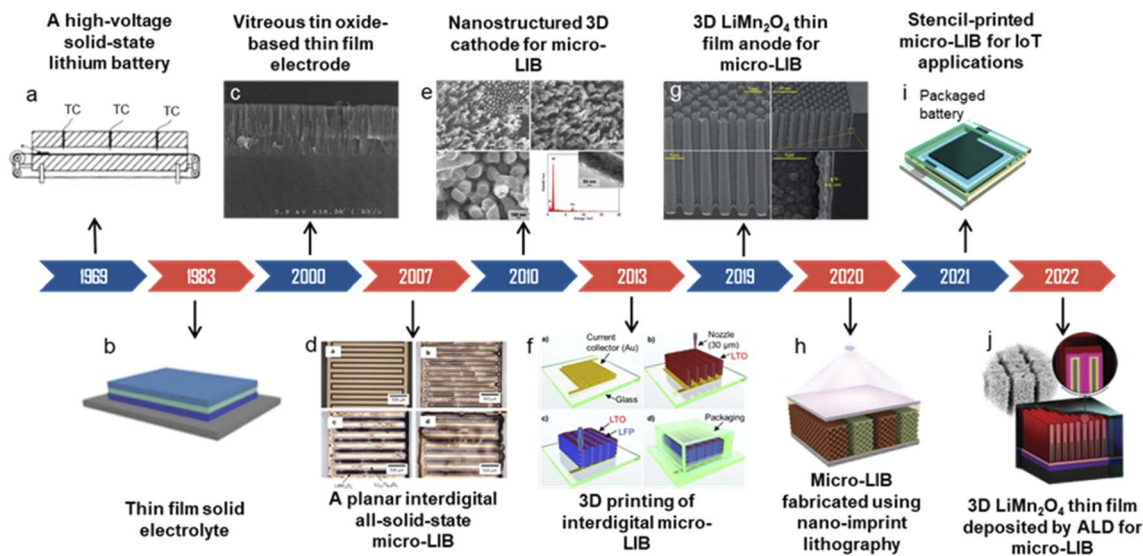 A high-voltage
solid-state
lithium battery
Vitreous tin oxide-
based thin film
electrode
Nanostructured 3D
cathode for micro-
LIB
3D LiMn2O4 thin
film anode for
micro-LIB
Stencil-printed
micro-LIB for IoT
applications
a
TC
TC
TC
c
e
g
i
Packaged
battery
1969
1983
2000
2007
2010
2013
2019
2020
2021
2022
b
Thin film solid
electrolyte
d
a
b
c
d
A planar interdigital
all-solid-state
micro-LIB
f
a)
Current
collector (Au)
Glass
b)
Nozzle
(30 µm)
LTO
c)
LTO
LFP
d)
Packaging
3D printing of
interdigital micro-
LIB
h
Micro-LIB
fabricated using
nano-imprint
lithography
j
3D LiMn2O4 thin film
deposited by ALD for
micro-LIB